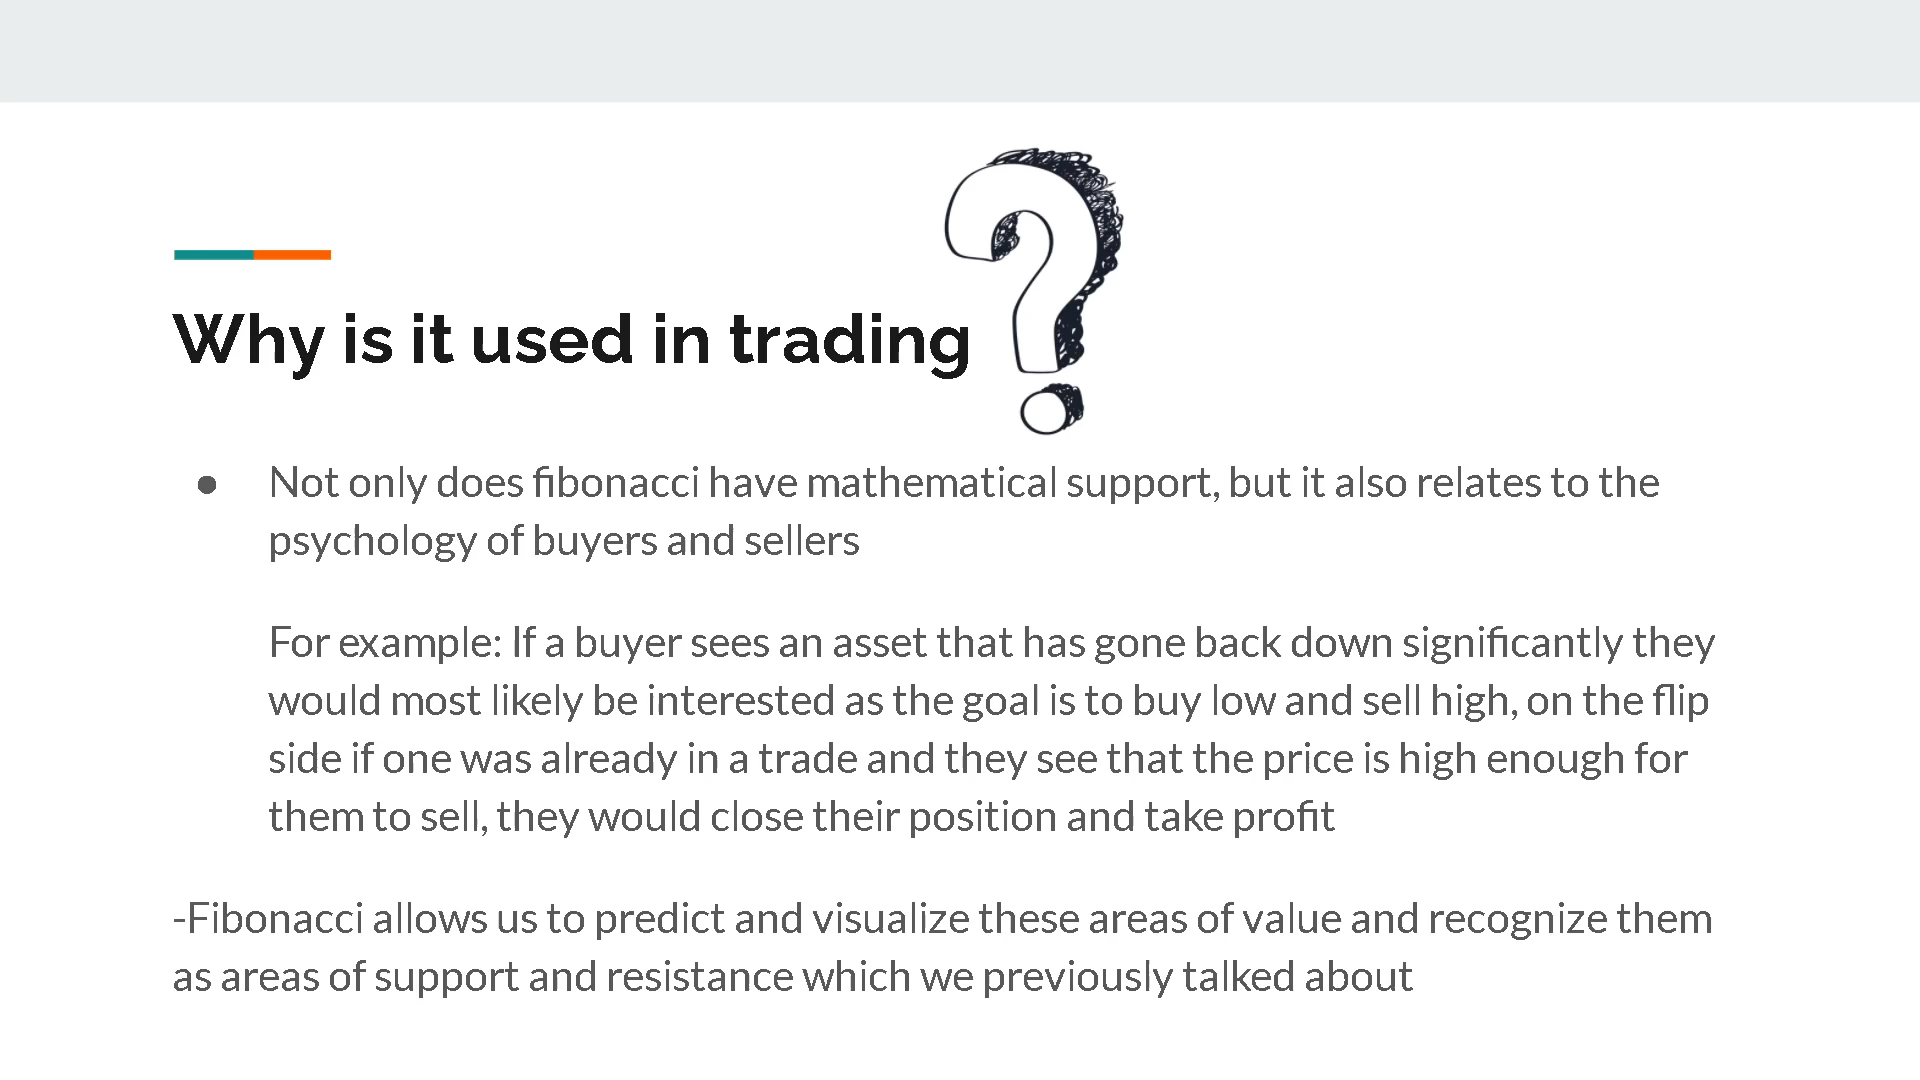 Why is it used in trading
● Not only does fibonacci have mathematical support, but it also relates to the
psychology of buyers and sellers
For example: If a buyer sees an asset that has gone back down significantly they
would most likely be interested as the goal is to buy low and sell high, on the flip
side if one was already in a trade and they see that the price is high enough for
them to sell, they would close their position and take profit
-Fibonacci allows us to predict and visualize these areas of value and recognize them
as areas of support and resistance which we previously talked about